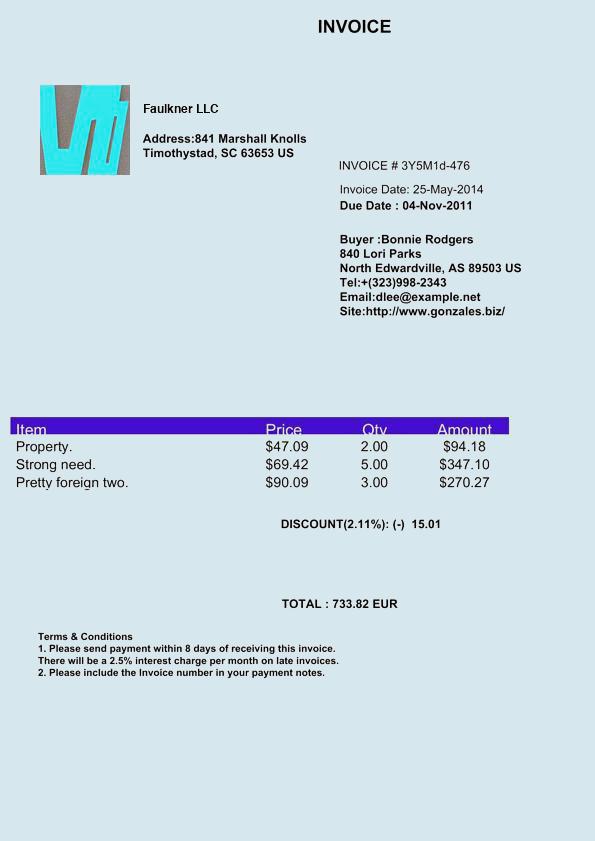 INVOICE
Faulkner LLC
Address:841 Marshall Knolls
Timothystad, SC 63653 US
INVOICE # 3Y5M1d-476
Invoice Date: 25-May-2014
Due Date : 04-Nov-2011
Buyer :Bonnie Rodgers
840 Lori Parks
North Edwardville, AS 89503 US
Tel:+(323)998-2343
Email:dlee@example.net
Site:http://www.gonzales.biz/
Item Price Qty Amount
Property. $47.09 2.00 $94.18
Strong need. $69.42 5.00 $347.10
Pretty foreign two. $90.09 3.00 $270.27
DISCOUNT(2.11%): (-) 15.01
TOTAL : 733.82 EUR
Terms & Conditions
1. Please send payment within 8 days of receiving this invoice.
There will be a 2.5% interest charge per month on late invoices.
2. Please include the Invoice number in your payment notes.